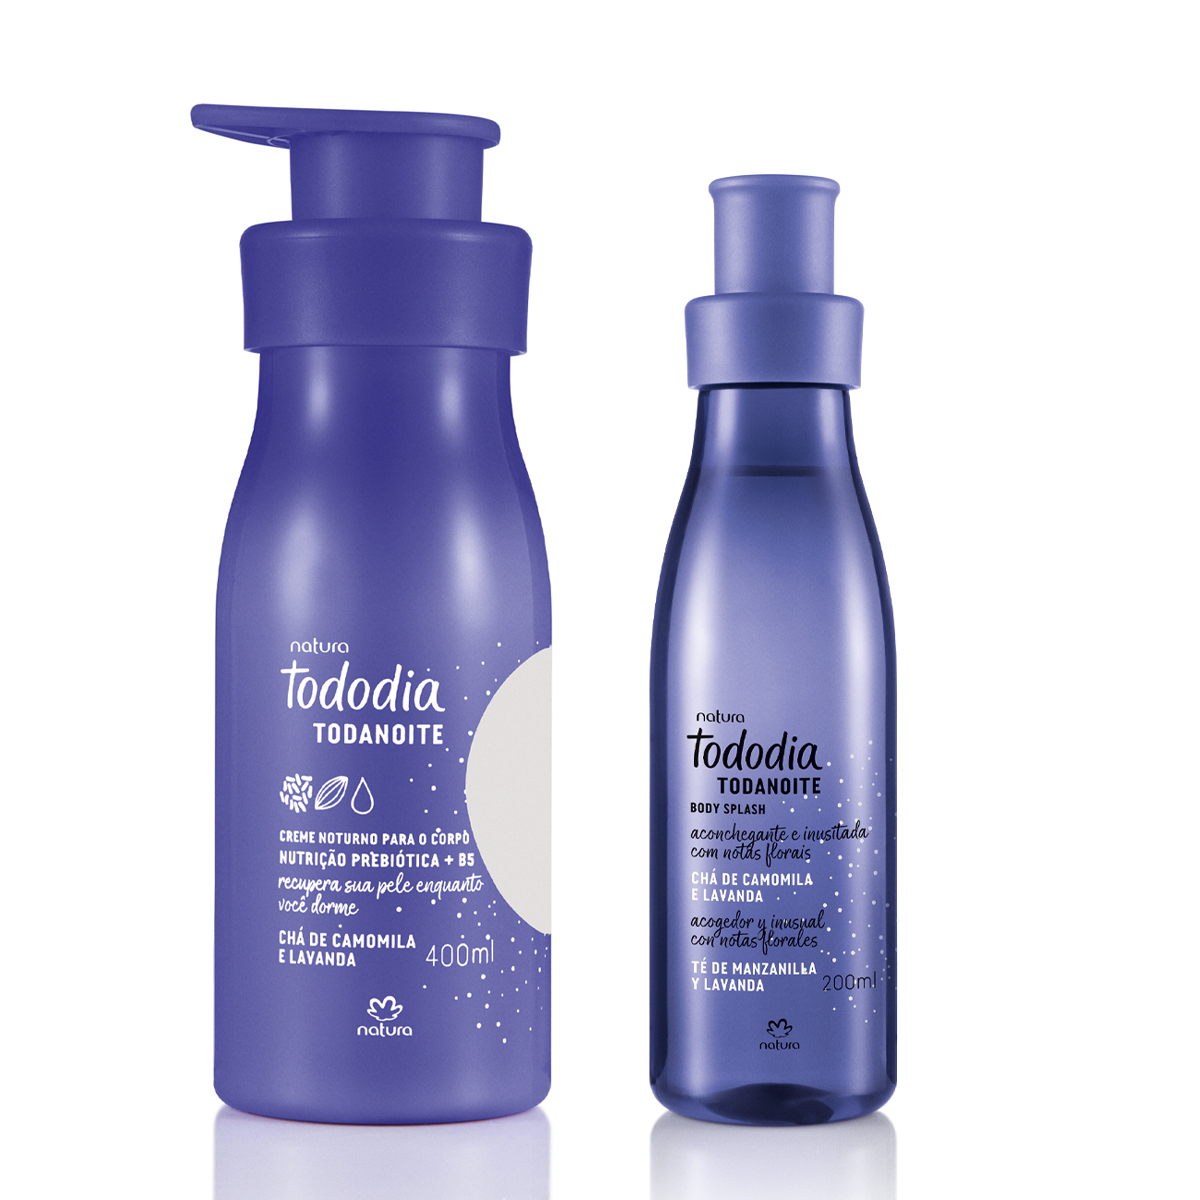 natura
tododia
TODANOITE
CREME NOTURNO PARA O CORPO
NUTRIÇÃO PREBIÓTICA + B5
recupera sua pele enquanto
você dorme
CHÁ DE CAMOMILA
E LAVANDA
400ml
natura
natura
tododia
TODANOITE
BODY SPLASH
aconchegante e inusitada
com notas florais
CHÁ DE CAMOMILA
E LAVANDA
acogedor y inusual
con notas florales
TÉ DE MANZANILLA
Y LAVANDA
200ml
natura